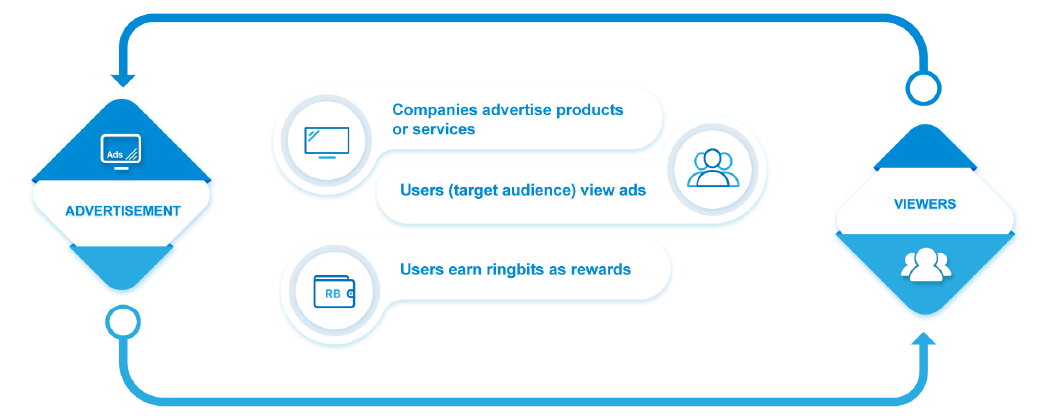 Ads
ADVERTISEMENT
Companies advertise products
or services
Users (target audience) view ads
Users earn ringbits as rewards
RB
VIEWERS